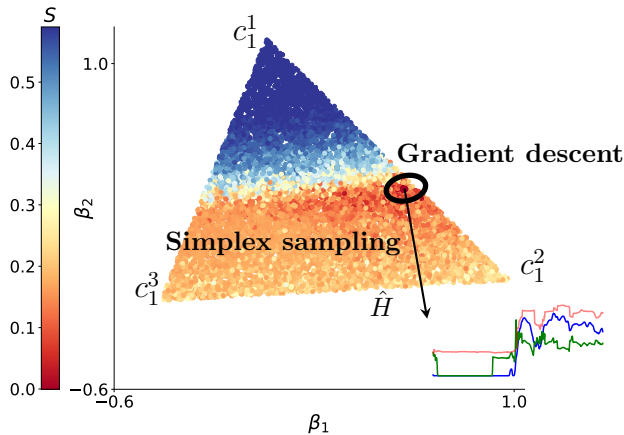 S
0.5
0.4
0.3
0.2
0.1
0.0
1.0
β₂
−0.6
−0.6
1.0
β₁
c₁¹
Gradient descent
Simplex sampling
c₁²
c₁³
Ĥ